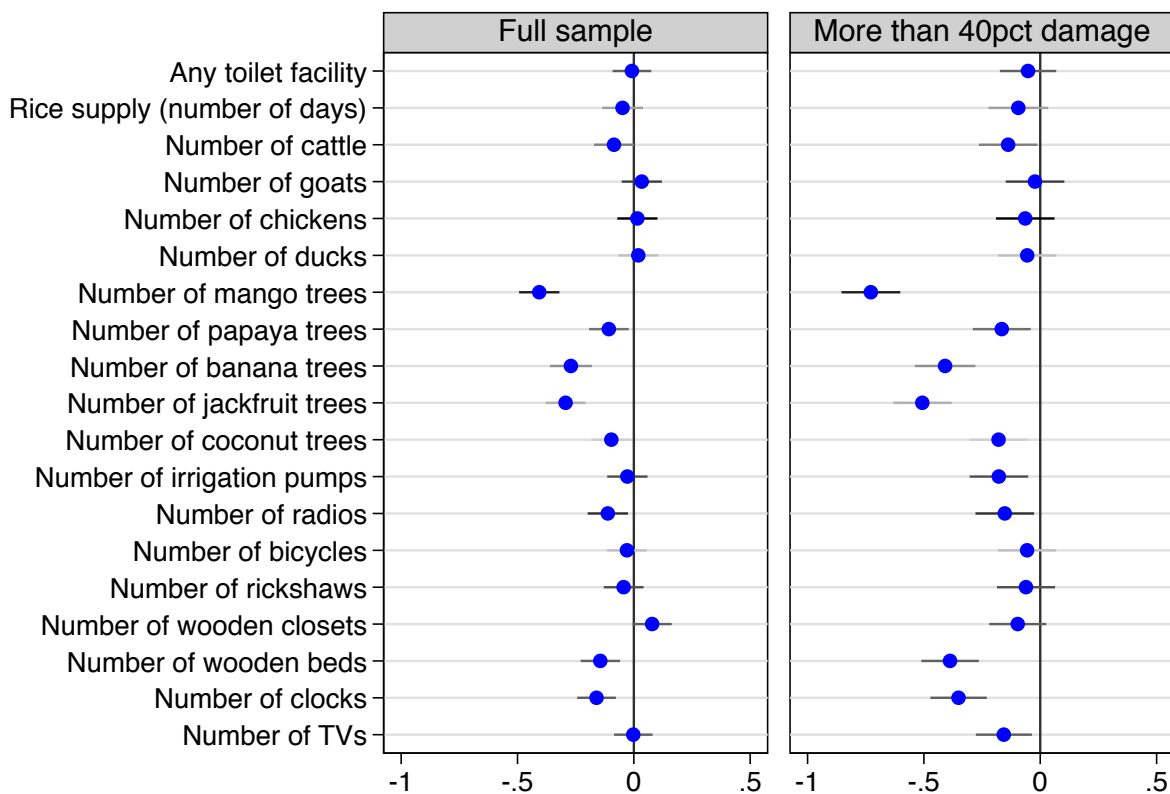 Full sample
More than 40pct damage
Any toilet facility
Rice supply (number of days)
Number of cattle
Number of goats
Number of chickens
Number of ducks
Number of mango trees
Number of papaya trees
Number of banana trees
Number of jackfruit trees
Number of coconut trees
Number of irrigation pumps
Number of radios
Number of bicycles
Number of rickshaws
Number of wooden closets
Number of wooden beds
Number of clocks
Number of TVs
-1 -.5 0 .5
-1 -.5 0 .5